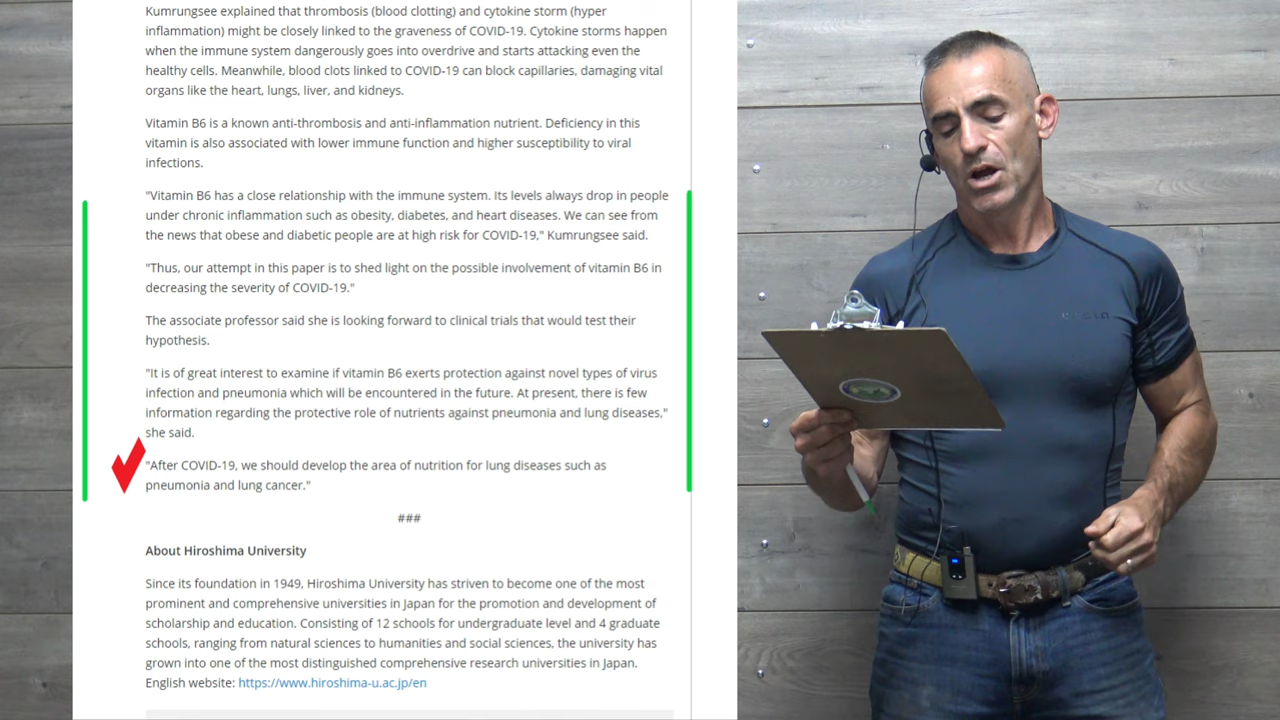 Kumrungsee explained that thrombosis (blood clotting) and cytokine storm (hyper
inflammation) might be closely linked to the graveness of COVID-19. Cytokine storms happen
when the immune system dangerously goes into overdrive and starts attacking even the
healthy cells. Meanwhile, blood clots linked to COVID-19 can block capillaries, damaging vital
organs like the heart, lungs, liver, and kidneys.
Vitamin B6 is a known anti-thrombosis and anti-inflammation nutrient. Deficiency in this
vitamin is also associated with lower immune function and higher susceptibility to viral
infections.
"Vitamin B6 has a close relationship with the immune system. Its levels always drop in people
under chronic inflammation such as obesity, diabetes, and heart diseases. We can see from
the news that obese and diabetic people are at high risk for COVID-19," Kumrungsee said.
"Thus, our attempt in this paper is to shed light on the possible involvement of vitamin B6 in
decreasing the severity of COVID-19."
The associate professor said she is looking forward to clinical trials that would test their
hypothesis.
"It is of great interest to examine if vitamin B6 exerts protection against novel types of virus
infection and pneumonia which will be encountered in the future. At present, there is few
information regarding the protective role of nutrients against pneumonia and lung diseases,"
she said.
"After COVID-19, we should develop the area of nutrition for lung diseases such as
pneumonia and lung cancer."
###
About Hiroshima University
Since its foundation in 1949, Hiroshima University has striven to become one of the most
prominent and comprehensive universities in Japan for the promotion and development of
scholarship and education. Consisting of 12 schools for undergraduate level and 4 graduate
schools, ranging from natural sciences to humanities and social sciences, the university has
grown into one of the most distinguished comprehensive research universities in Japan.
English website: https://www.hiroshima-u.ac.jp/en